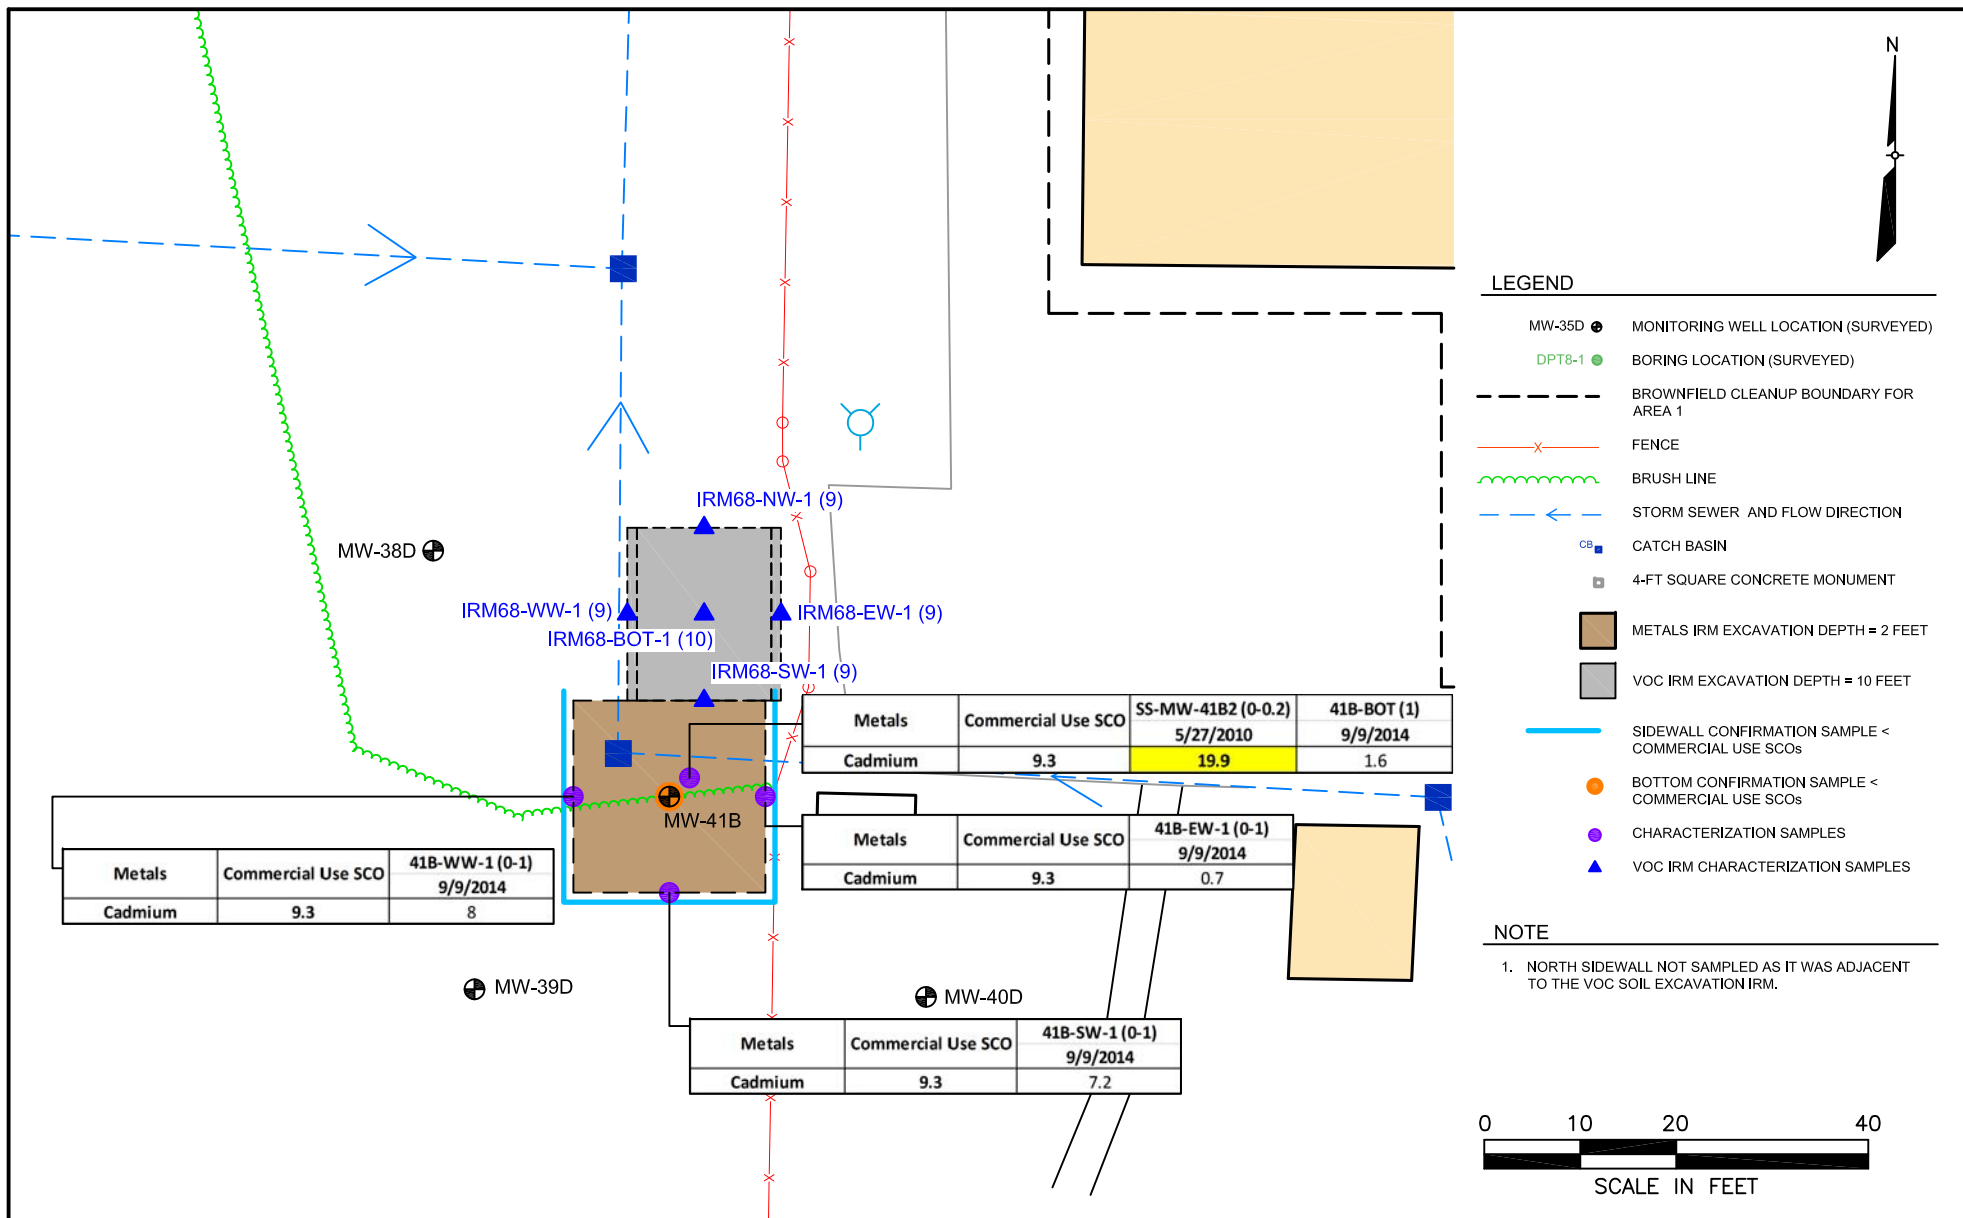 N
LEGEND
MW-35D MONITORING WELL LOCATION (SURVEYED)
DPT8-1 BORING LOCATION (SURVEYED)
BROWNFIELD CLEANUP BOUNDARY FOR
AREA 1
X FENCE
BRUSH LINE
STORM SEWER AND FLOW DIRECTION
CB CATCH BASIN
4-FT SQUARE CONCRETE MONUMENT
METALS IRM EXCAVATION DEPTH = 2 FEET
VOC IRM EXCAVATION DEPTH = 10 FEET
SIDEWALL CONFIRMATION SAMPLE <
COMMERCIAL USE SCOs
BOTTOM CONFIRMATION SAMPLE <
COMMERCIAL USE SCOs
CHARACTERIZATION SAMPLES
VOC IRM CHARACTERIZATION SAMPLES
NOTE
1. NORTH SIDEWALL NOT SAMPLED AS IT WAS ADJACENT
TO THE VOC SOIL EXCAVATION IRM.
0 10 20 40
SCALE IN FEET
IRM68-NW-1 (9)
MW-38D
IRM68-WW-1 (9)
IRM68-EW-1 (9)
IRM68-BOT-1 (10)
IRM68-SW-1 (9)
Metals Commercial Use SCO SS-MW-41B2 (0-0.2) 41B-BOT (1)
5/27/2010 9/9/2014
Cadmium 9.3 19.9 1.6
MW-41B
Metals Commercial Use SCO 41B-EW-1 (0-1)
9/9/2014
Cadmium 9.3 0.7
Metals Commercial Use SCO 41B-WW-1 (0-1)
9/9/2014
Cadmium 9.3 8
MW-39D
MW-40D
Metals Commercial Use SCO 41B-SW-1 (0-1)
9/9/2014
Cadmium 9.3 7.2